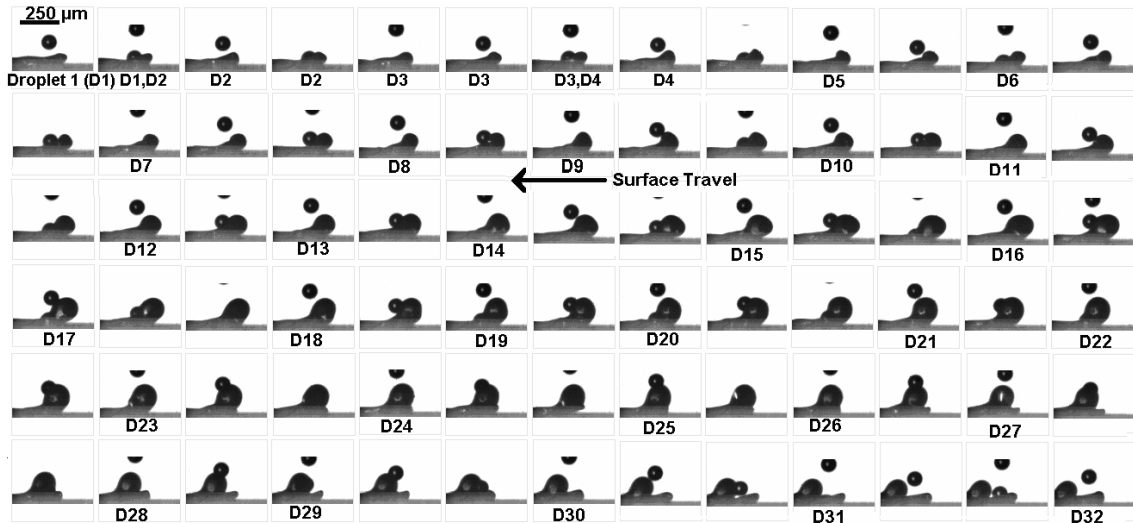 250 μm
Droplet 1 (D1) D1,D2 D2 D2 D3 D3 D3,D4 D4 D5 D6
D7 D8 D9 D10 D11
Surface Travel
D12 D13 D14 D15 D16
D17 D18 D19 D20 D21 D22
D23 D24 D25 D26 D27
D28 D29 D30 D31 D32